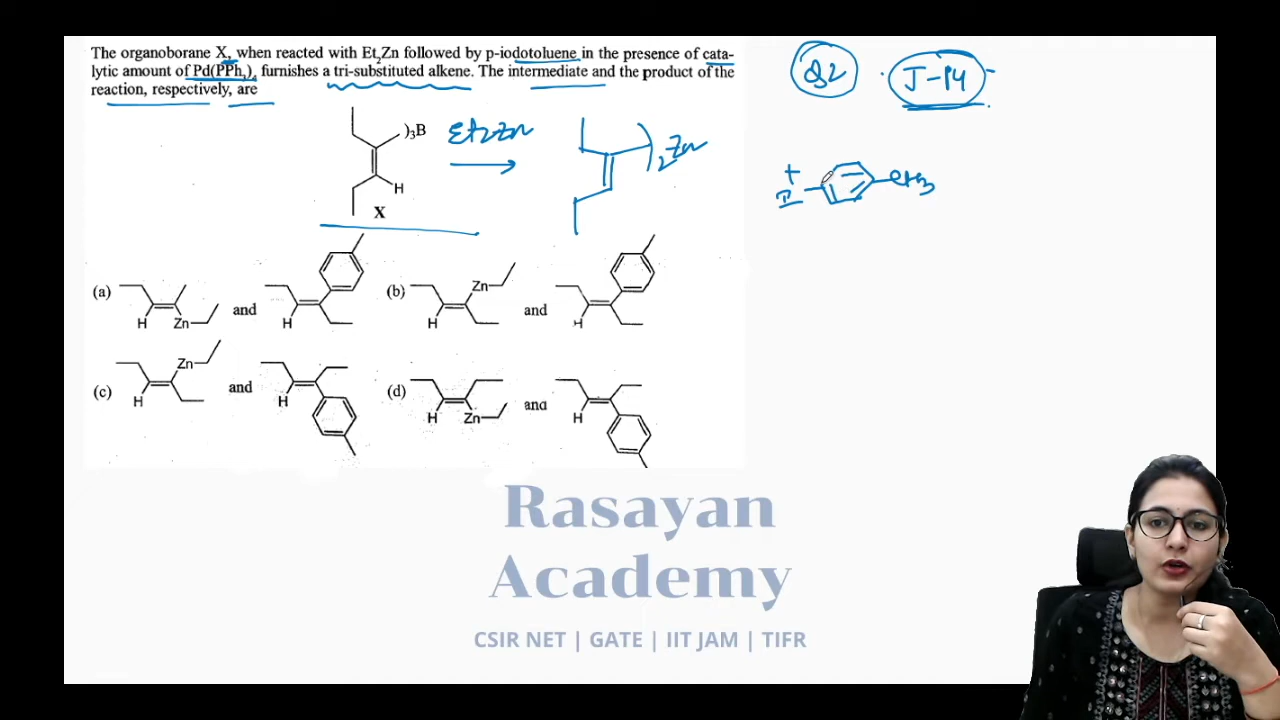 The organoborane X, when reacted with Et2Zn followed by p-iodotoluene in the presence of cata-
lytic amount of Pd(PPh3)4 furnishes a tri-substituted alkene. The intermediate and the product of the
reaction, respectively, are
Q2 J-14
)3B Et2Zn )2 Zn
H
X
+
I CH3
(a) H Zn and H (b) Zn H and H
(c) Zn H and H (d) H Zn and H
Rasayan
Academy
CSIR NET | GATE | IIT JAM | TIFR